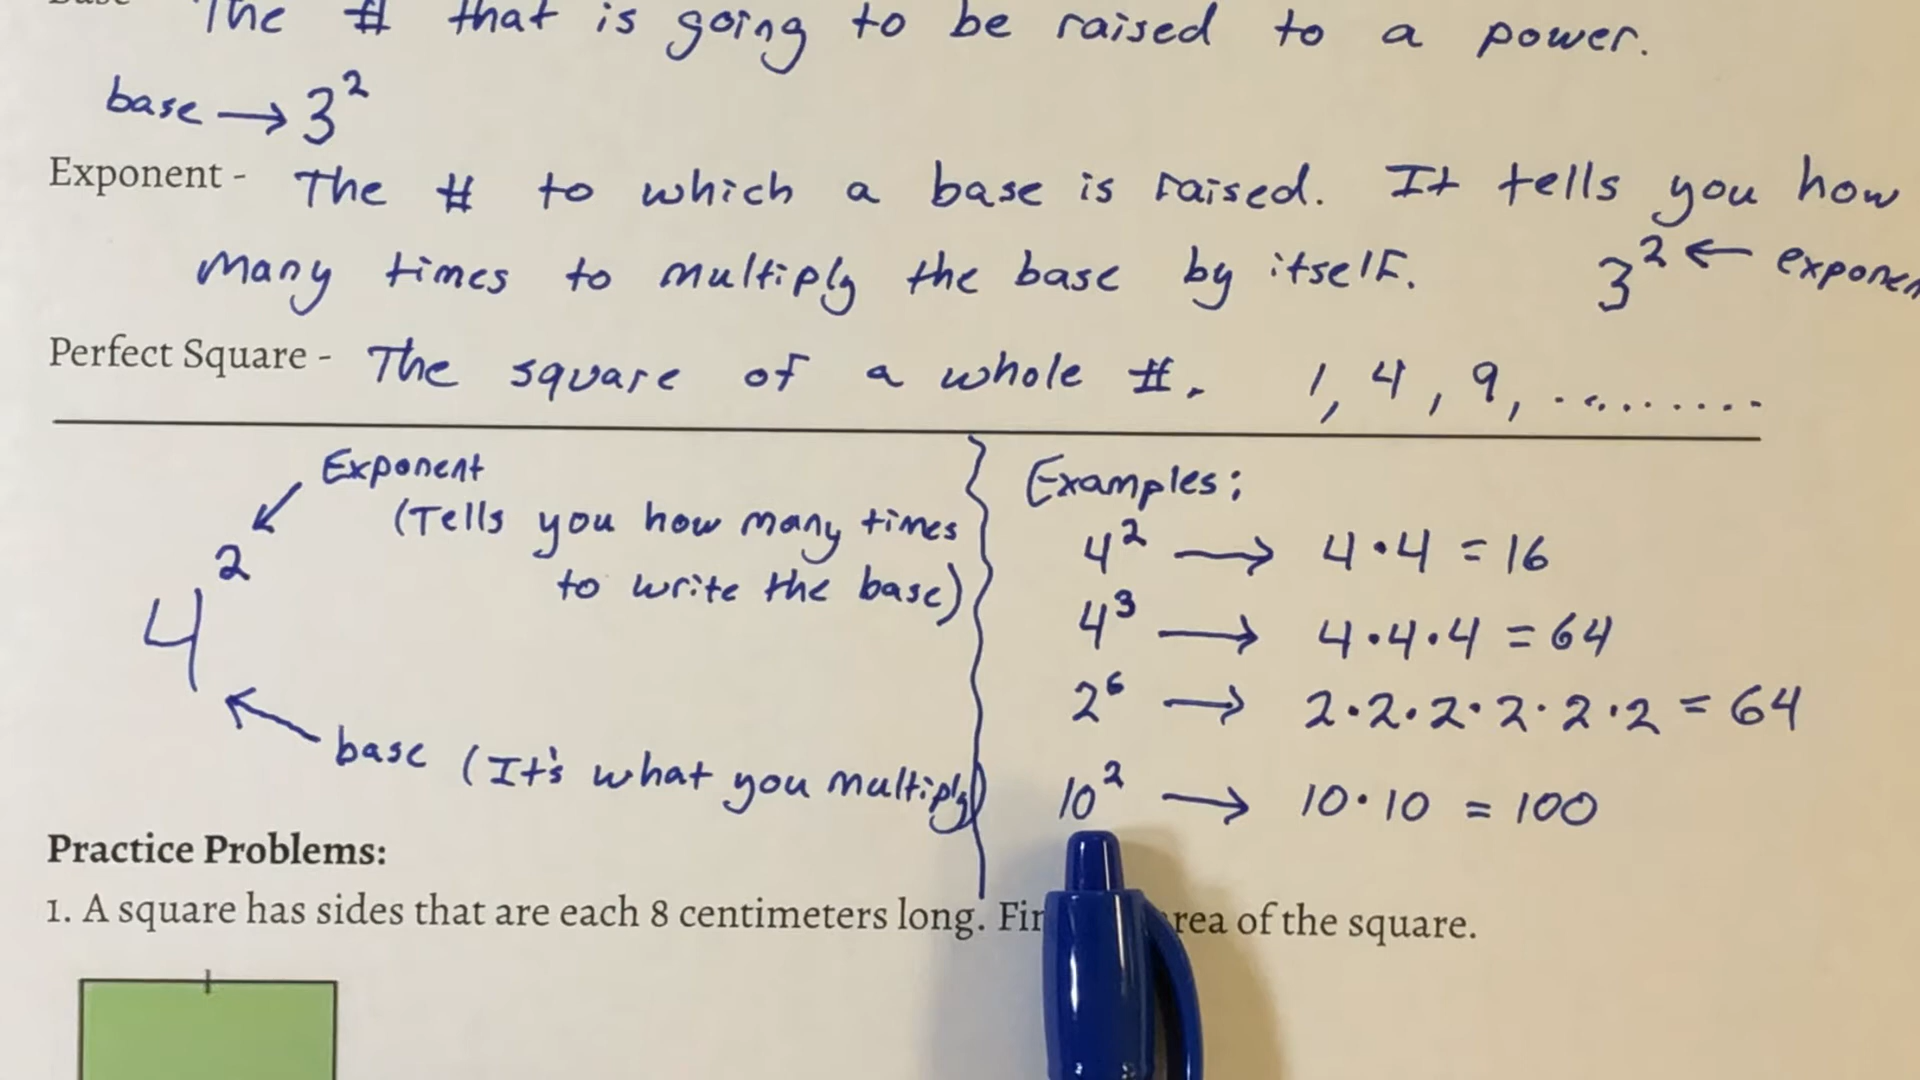 The # that is going to be raised to a power.
base → 3²
Exponent - The # to which a base is raised. It tells you how
many times to multiply the base by itself. 3² ←
Perfect Square - The square of a whole #. 1, 4, 9, .........
Exponent
(Tells you how many times
to write the base)
4²
base (It's what you multiply)
Examples:
4² → 4·4 = 16
4³ → 4·4·4 = 64
2⁶ → 2·2·2·2·2·2 = 64
10² → 10·10 = 100
Practice Problems:
1. A square has sides that are each 8 centimeters long. of the square.